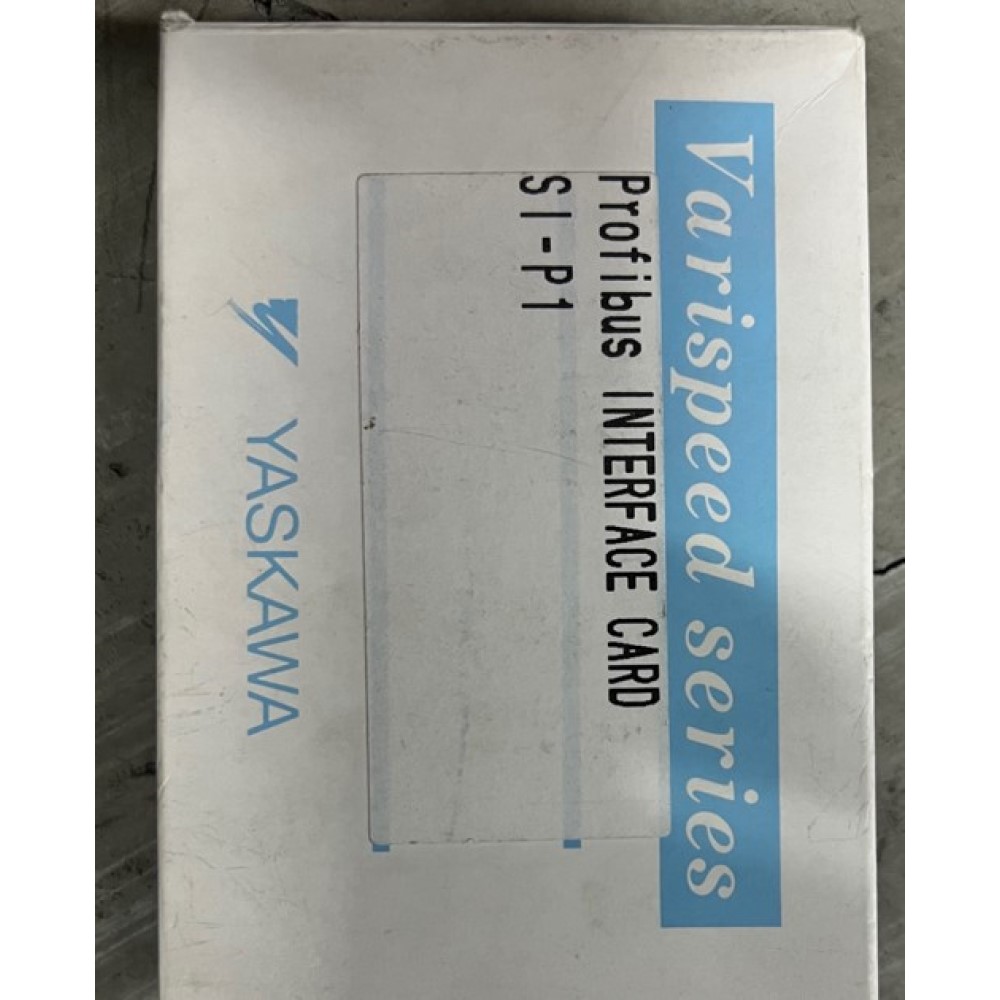 Varispeed series
Profibus INTERFACE CARD
SI-P1
YASKAWA